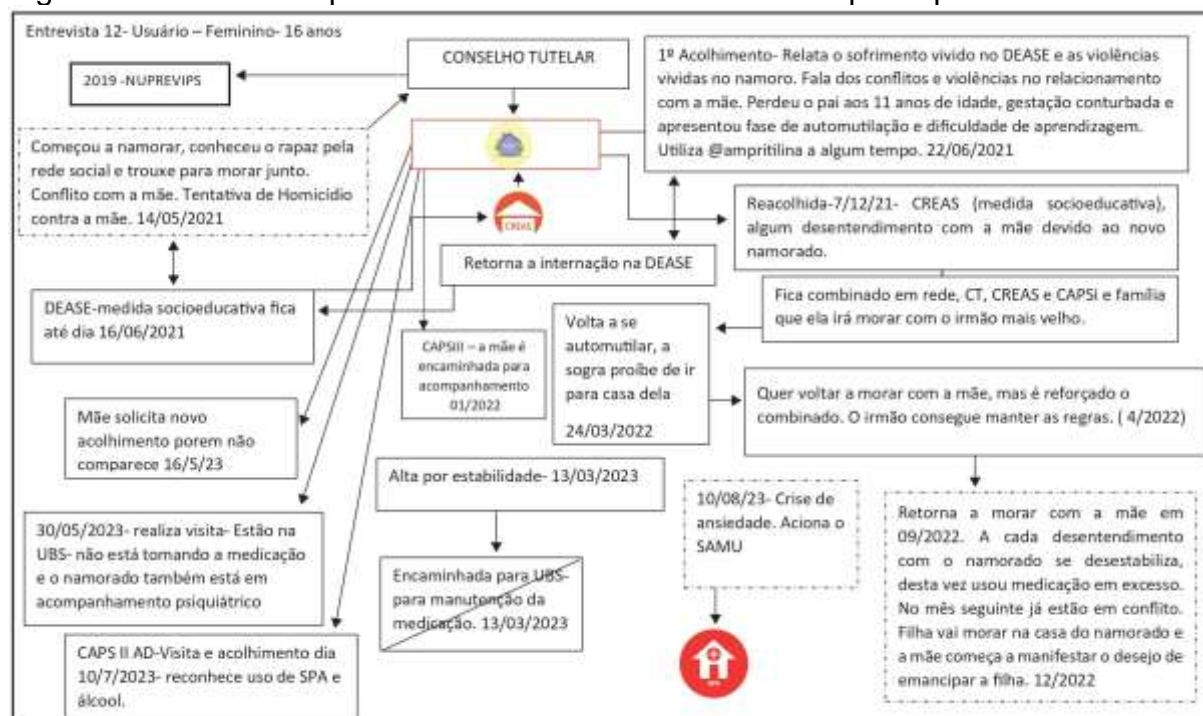 Entrevista 12- Usuário – Feminino- 16 anos
2019 -NUPREVIPS
CONSELHO TUTELAR
1º Acolhimento- Relata o sofrimento vivido no DEASE e as violências
vividas no namoro. Fala dos conflitos e violências no relacionamento
com a mãe. Perdeu o pai aos 11 anos de idade, gestação conturbada e
apresentou fase de automutilação e dificuldade de aprendizagem.
Utiliza @ampritilina a algum tempo. 22/06/2021
Começou a namorar, conheceu o rapaz pela
rede social e trouxe para morar junto.
Conflito com a mãe. Tentativa de Homicídio
contra a mãe. 14/05/2021
CREAS
Reacolhida-7/12/21- CREAS (medida socioeducativa),
algum desentendimento com a mãe devido ao novo
namorado.
Retorna a internação na DEASE
DEASE-medida socioeducativa fica
até dia 16/06/2021
Fica combinado em rede, CT, CREAS e CAPSi e família
que ela irá morar com o irmão mais velho.
CAPSIII – a mãe é
encaminhada para
acompanhamento
01/2022
Volta a se
automutilar, a
sogra proíbe de ir
para casa dela
24/03/2022
Quer voltar a morar com a mãe, mas é reforçado o
combinado. O irmão consegue manter as regras. ( 4/2022)
Mãe solicita novo
acolhimento porem não
comparece 16/5/23
Alta por estabilidade- 13/03/2023
10/08/23- Crise de
ansiedade. Aciona o
SAMU
Retorna a morar com a mãe em
09/2022. A cada desentendimento
com o namorado se desestabiliza,
desta vez usou medicação em excesso.
No mês seguinte já estão em conflito.
Filha vai morar na casa do namorado e
a mãe começa a manifestar o desejo de
emancipar a filha. 12/2022
30/05/2023- realiza visita- Estão na
UBS- não está tomando a medicação
e o namorado também está em
acompanhamento psiquiátrico
Encaminhada para UBS-
para manutenção da
medicação. 13/03/2023
CAPS II AD-Visita e acolhimento dia
10/7/2023- reconhece uso de SPA e
álcool.